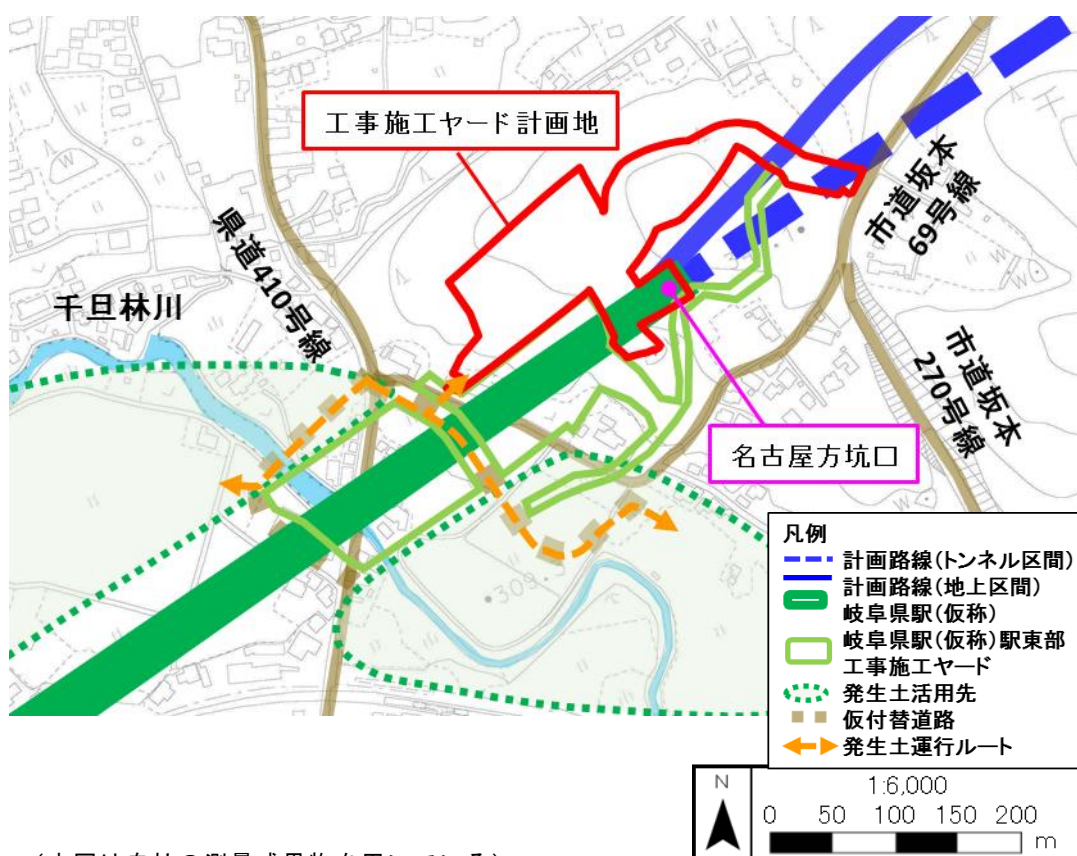 工事施工ヤード計画地
県道410号線
千旦林川
市道坂本
69号線
市道坂本
270号線
名古屋方坑口
309
凡例
計画路線(トンネル区間)
計画路線(地上区間)
岐阜県駅(仮称)
岐阜県駅(仮称)駅東部
工事施工ヤード
発生土活用先
仮付替道路
発生土運行ルート
N
1:6,000
0 50 100 150 200
m